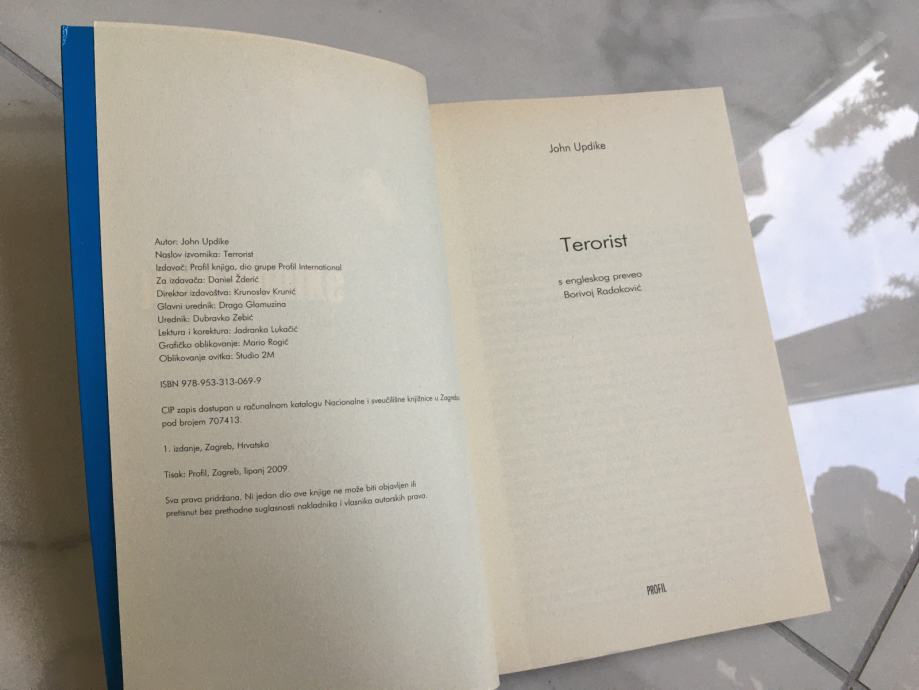 Autor: John Updike
Naslov izvornika: Terrorist
Izdavač: Profil knjiga, dio grupe Profil International
Za izdavača: Daniel Žderić
Direktor izdavaštva: Krunoslav Krunić
Glavni urednik: Drago Glamuzina
Urednik: Dubravko Zebić
Lektura i korektura: Jadranka Lukačić
Grafičko oblikovanje: Mario Rogić
Oblikovanje ovitka: Studio 2M
ISBN 978-953-313-069-9
CIP zapis dostupan u računalnom katalogu Nacionalne i sveučilišne knjižnice u Zagrebu
pod brojem 707413.
1. izdanje, Zagreb, Hrvatska
Tisak: Profil, Zagreb, lipanj 2009.
Sva prava pridržana. Ni jedan dio ove knjige ne može biti objavljen ili
pretisnut bez prethodne suglasnosti nakladnika i vlasnika autorskih prava.
John Updike
Terorist
s engleskog preveo
Borivoj Radaković
PROFIL